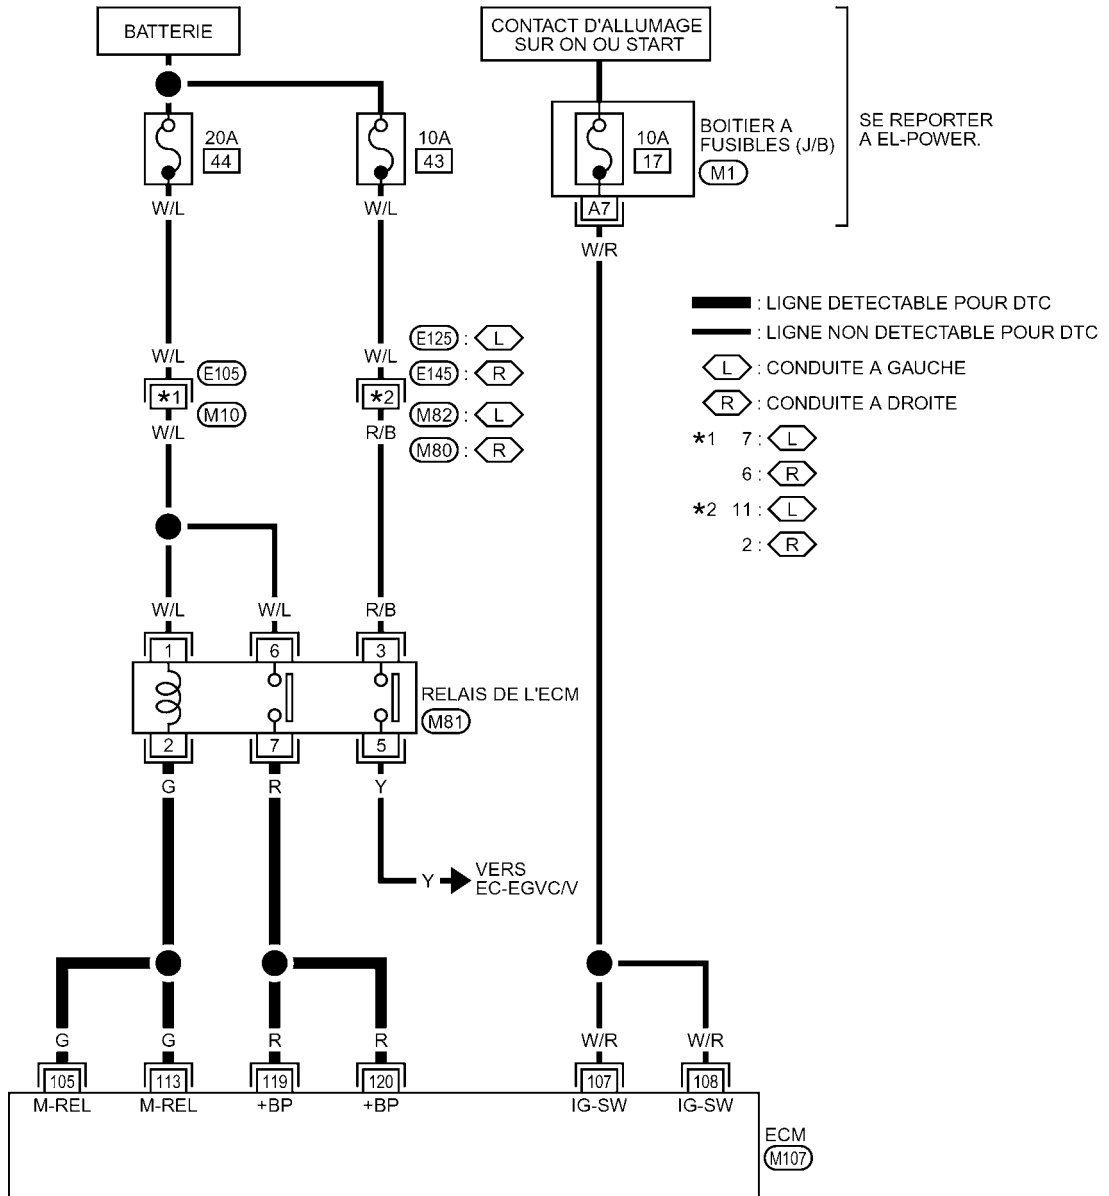 BATTERIE
CONTACT D'ALLUMAGE
SUR ON OU START
20A
44
10A
43
10A
17
BOITIER A
FUSIBLES (J/B)
M1
SE REPORTER
A EL-POWER.
W/L
W/L
A7
W/R
: LIGNE DETECTABLE POUR DTC
: LIGNE NON DETECTABLE POUR DTC
L : CONDUITE A GAUCHE
R : CONDUITE A DROITE
*1 7 : L
6 : R
*2 11 : L
2 : R
W/L
E105
*1
M10
W/L
W/L
*2
R/B
E125 : L
E145 : R
M82 : L
M80 : R
W/L
W/L
R/B
1
6
3
RELAIS DE L'ECM
M81
2
7
5
G
R
Y
Y
VERS
EC-EGVC/V
G
G
R
R
W/R
W/R
105
113
119
120
107
108
M-REL
M-REL
+BP
+BP
IG-SW
IG-SW
ECM
M107